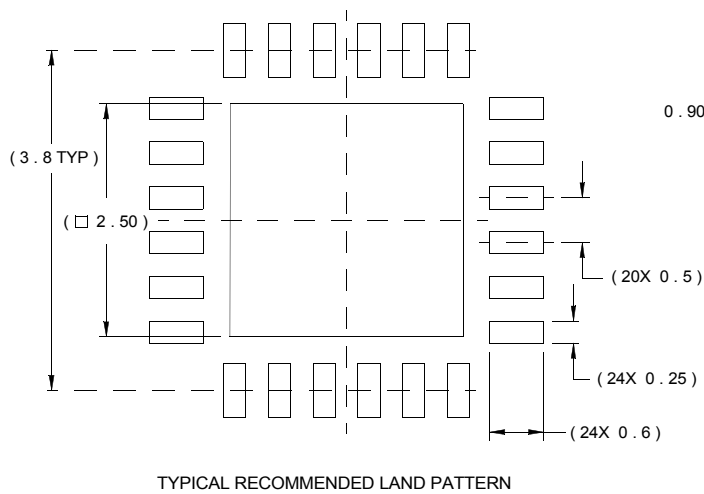 0.90
( 3 . 8 TYP )
( □ 2 . 50 )
( 20X 0 . 5 )
(24X 0 . 25 )
( 24X 0 . 6 )
TYPICAL RECOMMENDED LAND PATTERN